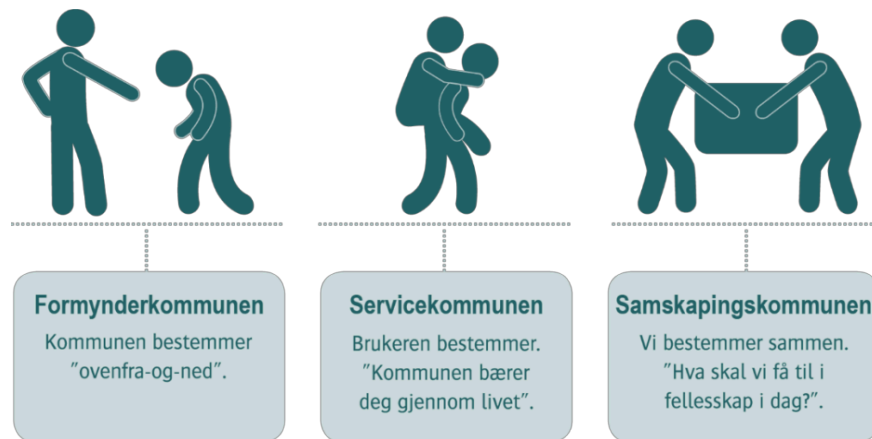 Formynderkommunen
Kommunen bestemmer
"ovenfra-og-ned".
Servicekommunen
Brukeren bestemmer.
"Kommunen bærer
deg gjennom livet".
Samskapingskommunen
Vi bestemmer sammen.
"Hva skal vi få til i
fellesskap i dag?".